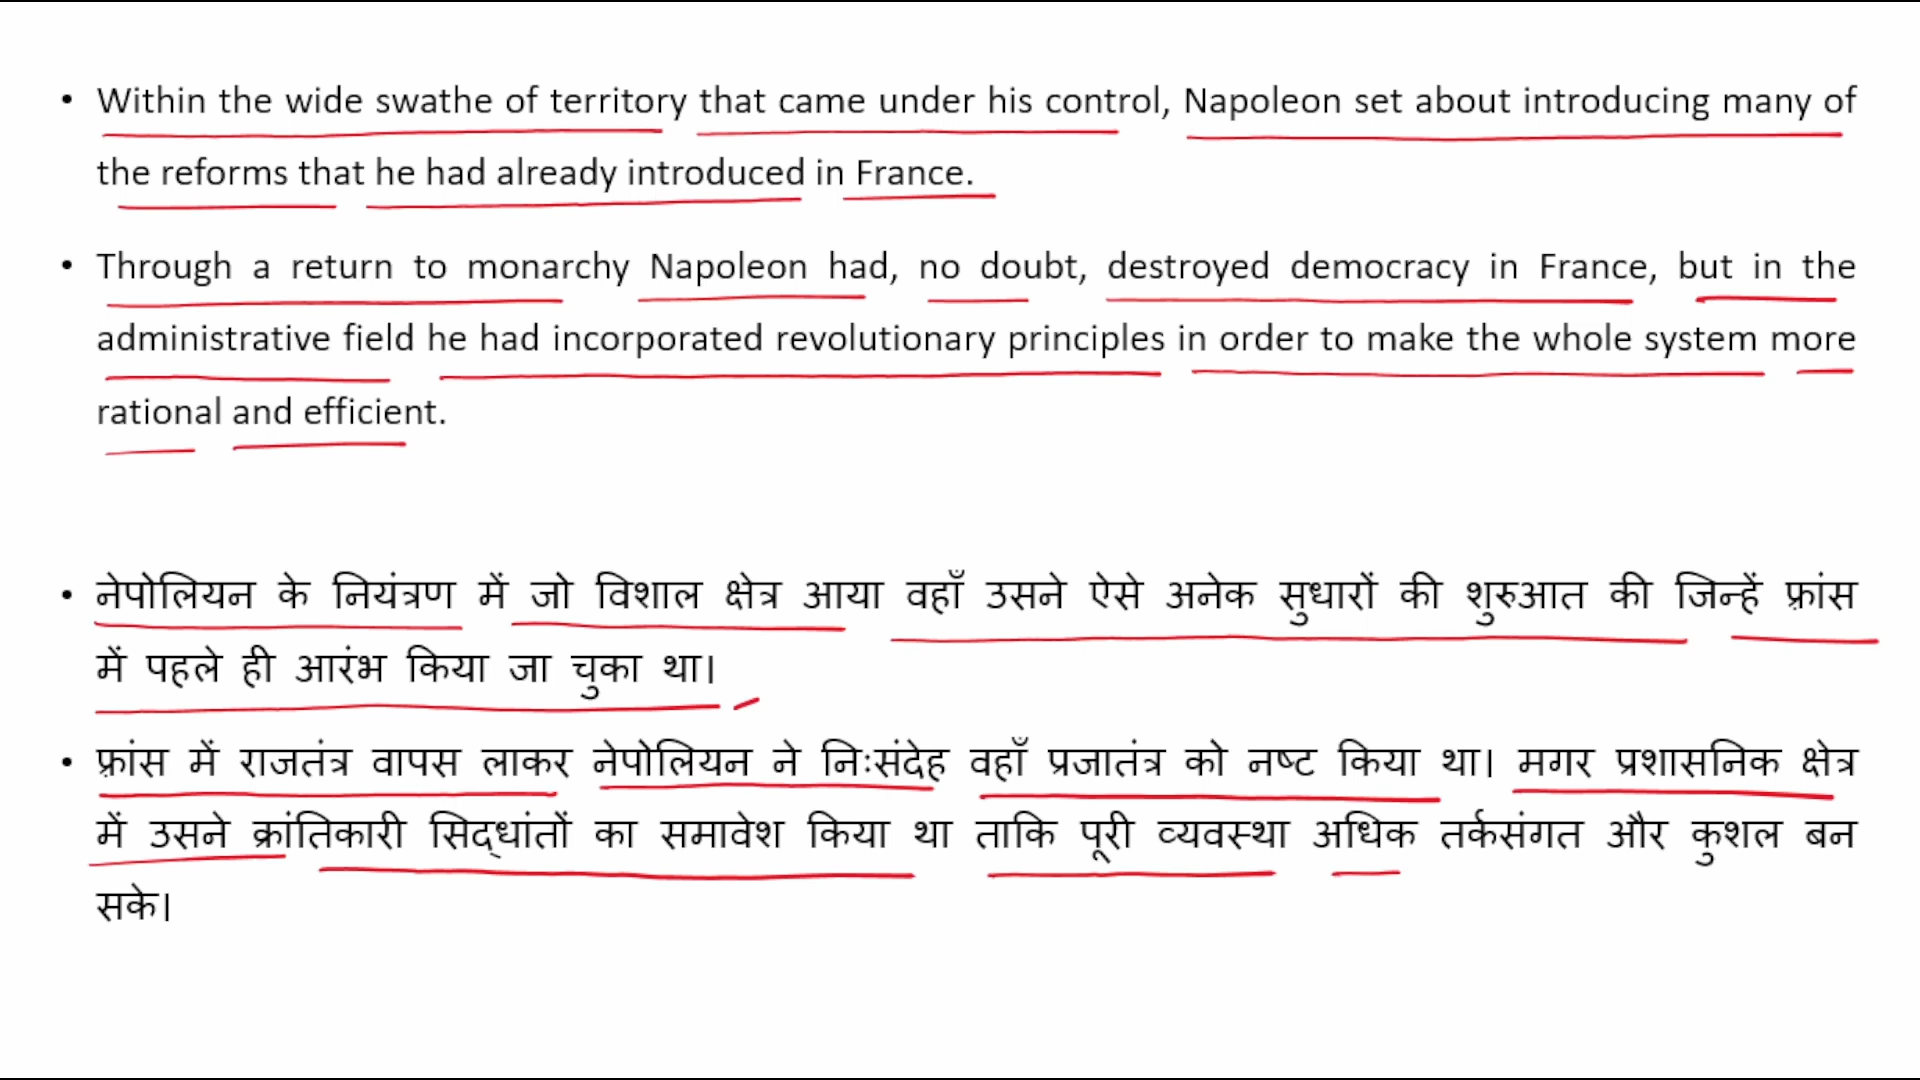 • Within the wide swathe of territory that came under his control, Napoleon set about introducing many of
the reforms that he had already introduced in France.
• Through a return to monarchy Napoleon had, no doubt, destroyed democracy in France, but in the
administrative field he had incorporated revolutionary principles in order to make the whole system more
rational and efficient.
• नेपोलियन के नियंत्रण में जो विशाल क्षेत्र आया वहाँ उसने ऐसे अनेक सुधारों की शुरुआत की जिन्हें फ़्रांस
में पहले ही आरंभ किया जा चुका था।
• फ़्रांस में राजतंत्र वापस लाकर नेपोलियन ने निःसंदेह वहाँ प्रजातंत्र को नष्ट किया था। मगर प्रशासनिक क्षेत्र
में उसने क्रांतिकारी सिद्धांतों का समावेश किया था ताकि पूरी व्यवस्था अधिक तर्कसंगत और कुशल बन
सके।